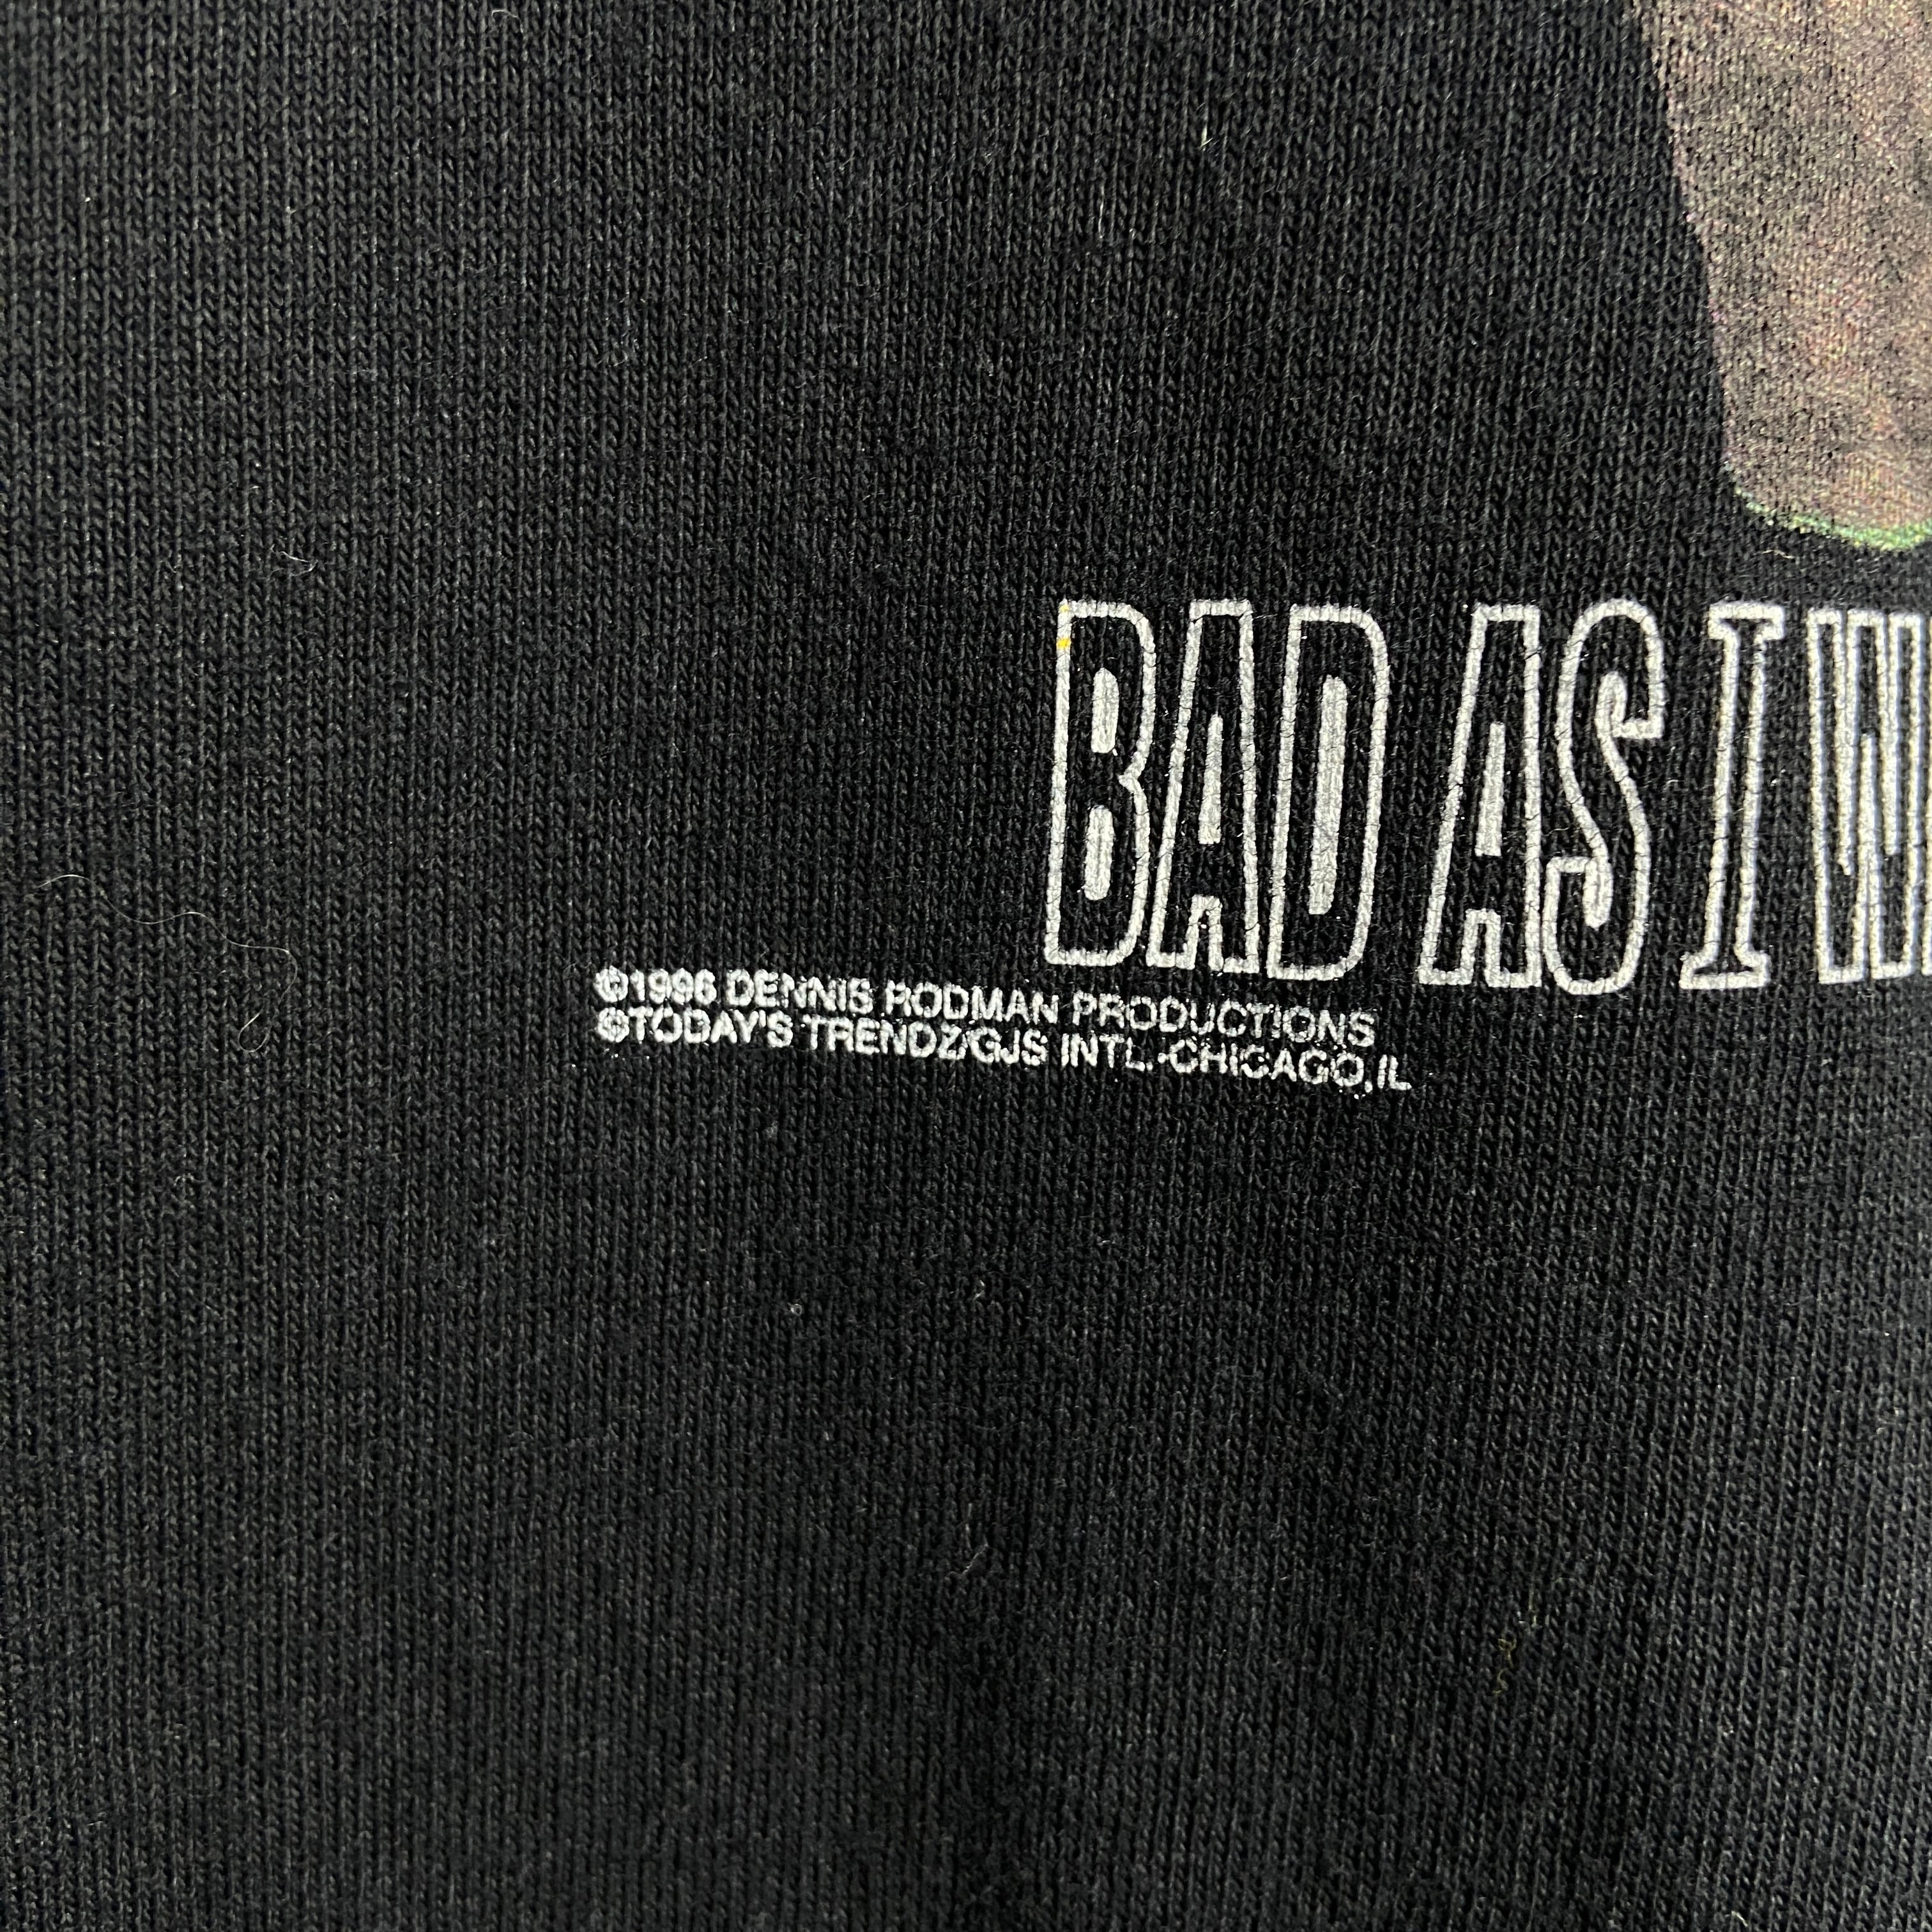 BAD AS I W
©1996 DENNIS RODMAN PRODUCTIONS
©TODAY'S TRENDZ/GJS INTL.-CHICAGO, IL